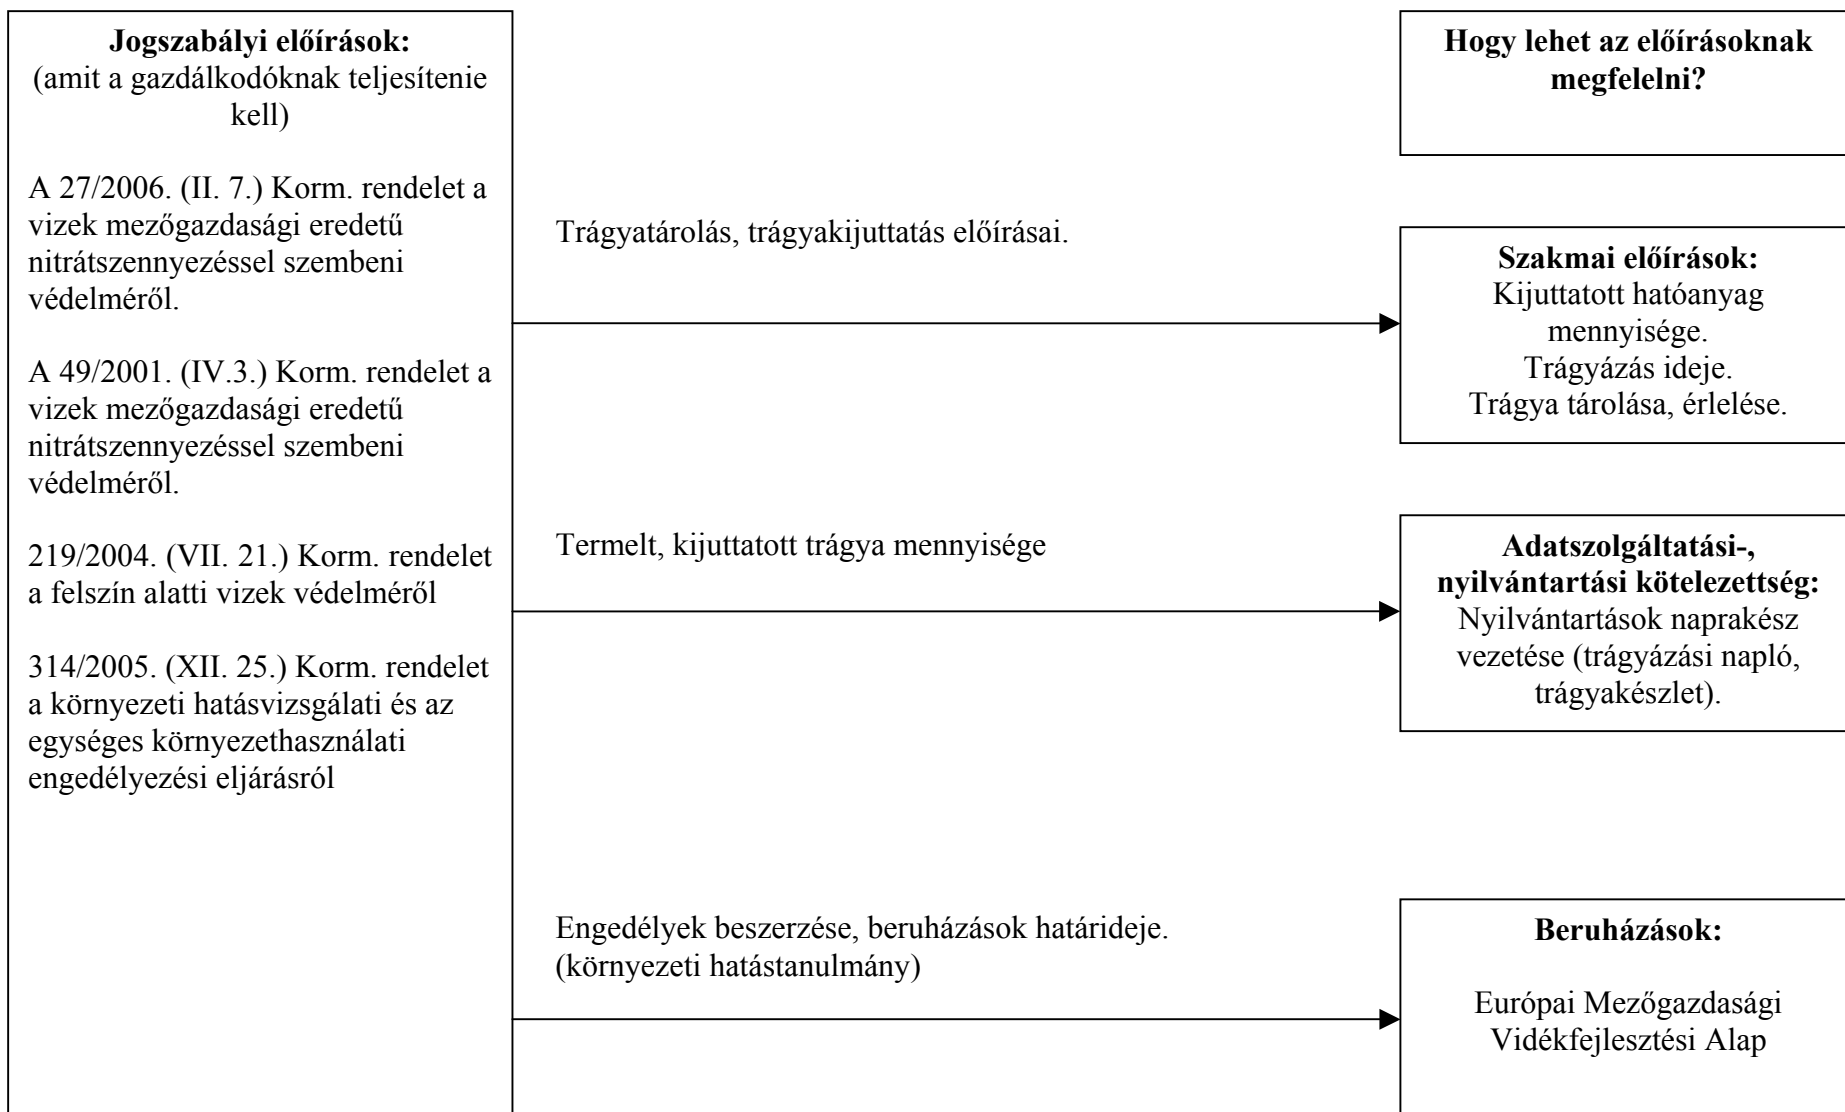 Jogszabályi előírások:
(amit a gazdálkodóknak teljesítenie
kell)
A 27/2006. (II. 7.) Korm. rendelet a
vizek mezőgazdasági eredetű
nitrátszennyezéssel szembeni
védelméről.
A 49/2001. (IV.3.) Korm. rendelet a
vizek mezőgazdasági eredetű
nitrátszennyezéssel szembeni
védelméről.
219/2004. (VII. 21.) Korm. rendelet
a felszín alatti vizek védelméről
314/2005. (XII. 25.) Korm. rendelet
a környezeti hatásvizsgálati és az
egységes környezethasználati
engedélyezési eljárásról
Trágyatárolás, trágyakijuttatás előírásai.
Termelt, kijuttatott trágya mennyisége
Engedélyek beszerzése, beruházások határideje.
(környezeti hatástanulmány)
Hogy lehet az előírásoknak
megfelelni?
Szakmai előírások:
Kijuttatott hatóanyag
mennyisége.
Trágyázás ideje.
Trágya tárolása, érlelése.
Adatszolgáltatási-,
nyilvántartási kötelezettség:
Nyilvántartások naprakész
vezetése (trágyázási napló,
trágyakészlet).
Beruházások:
Európai Mezőgazdasági
Vidékfejlesztési Alap